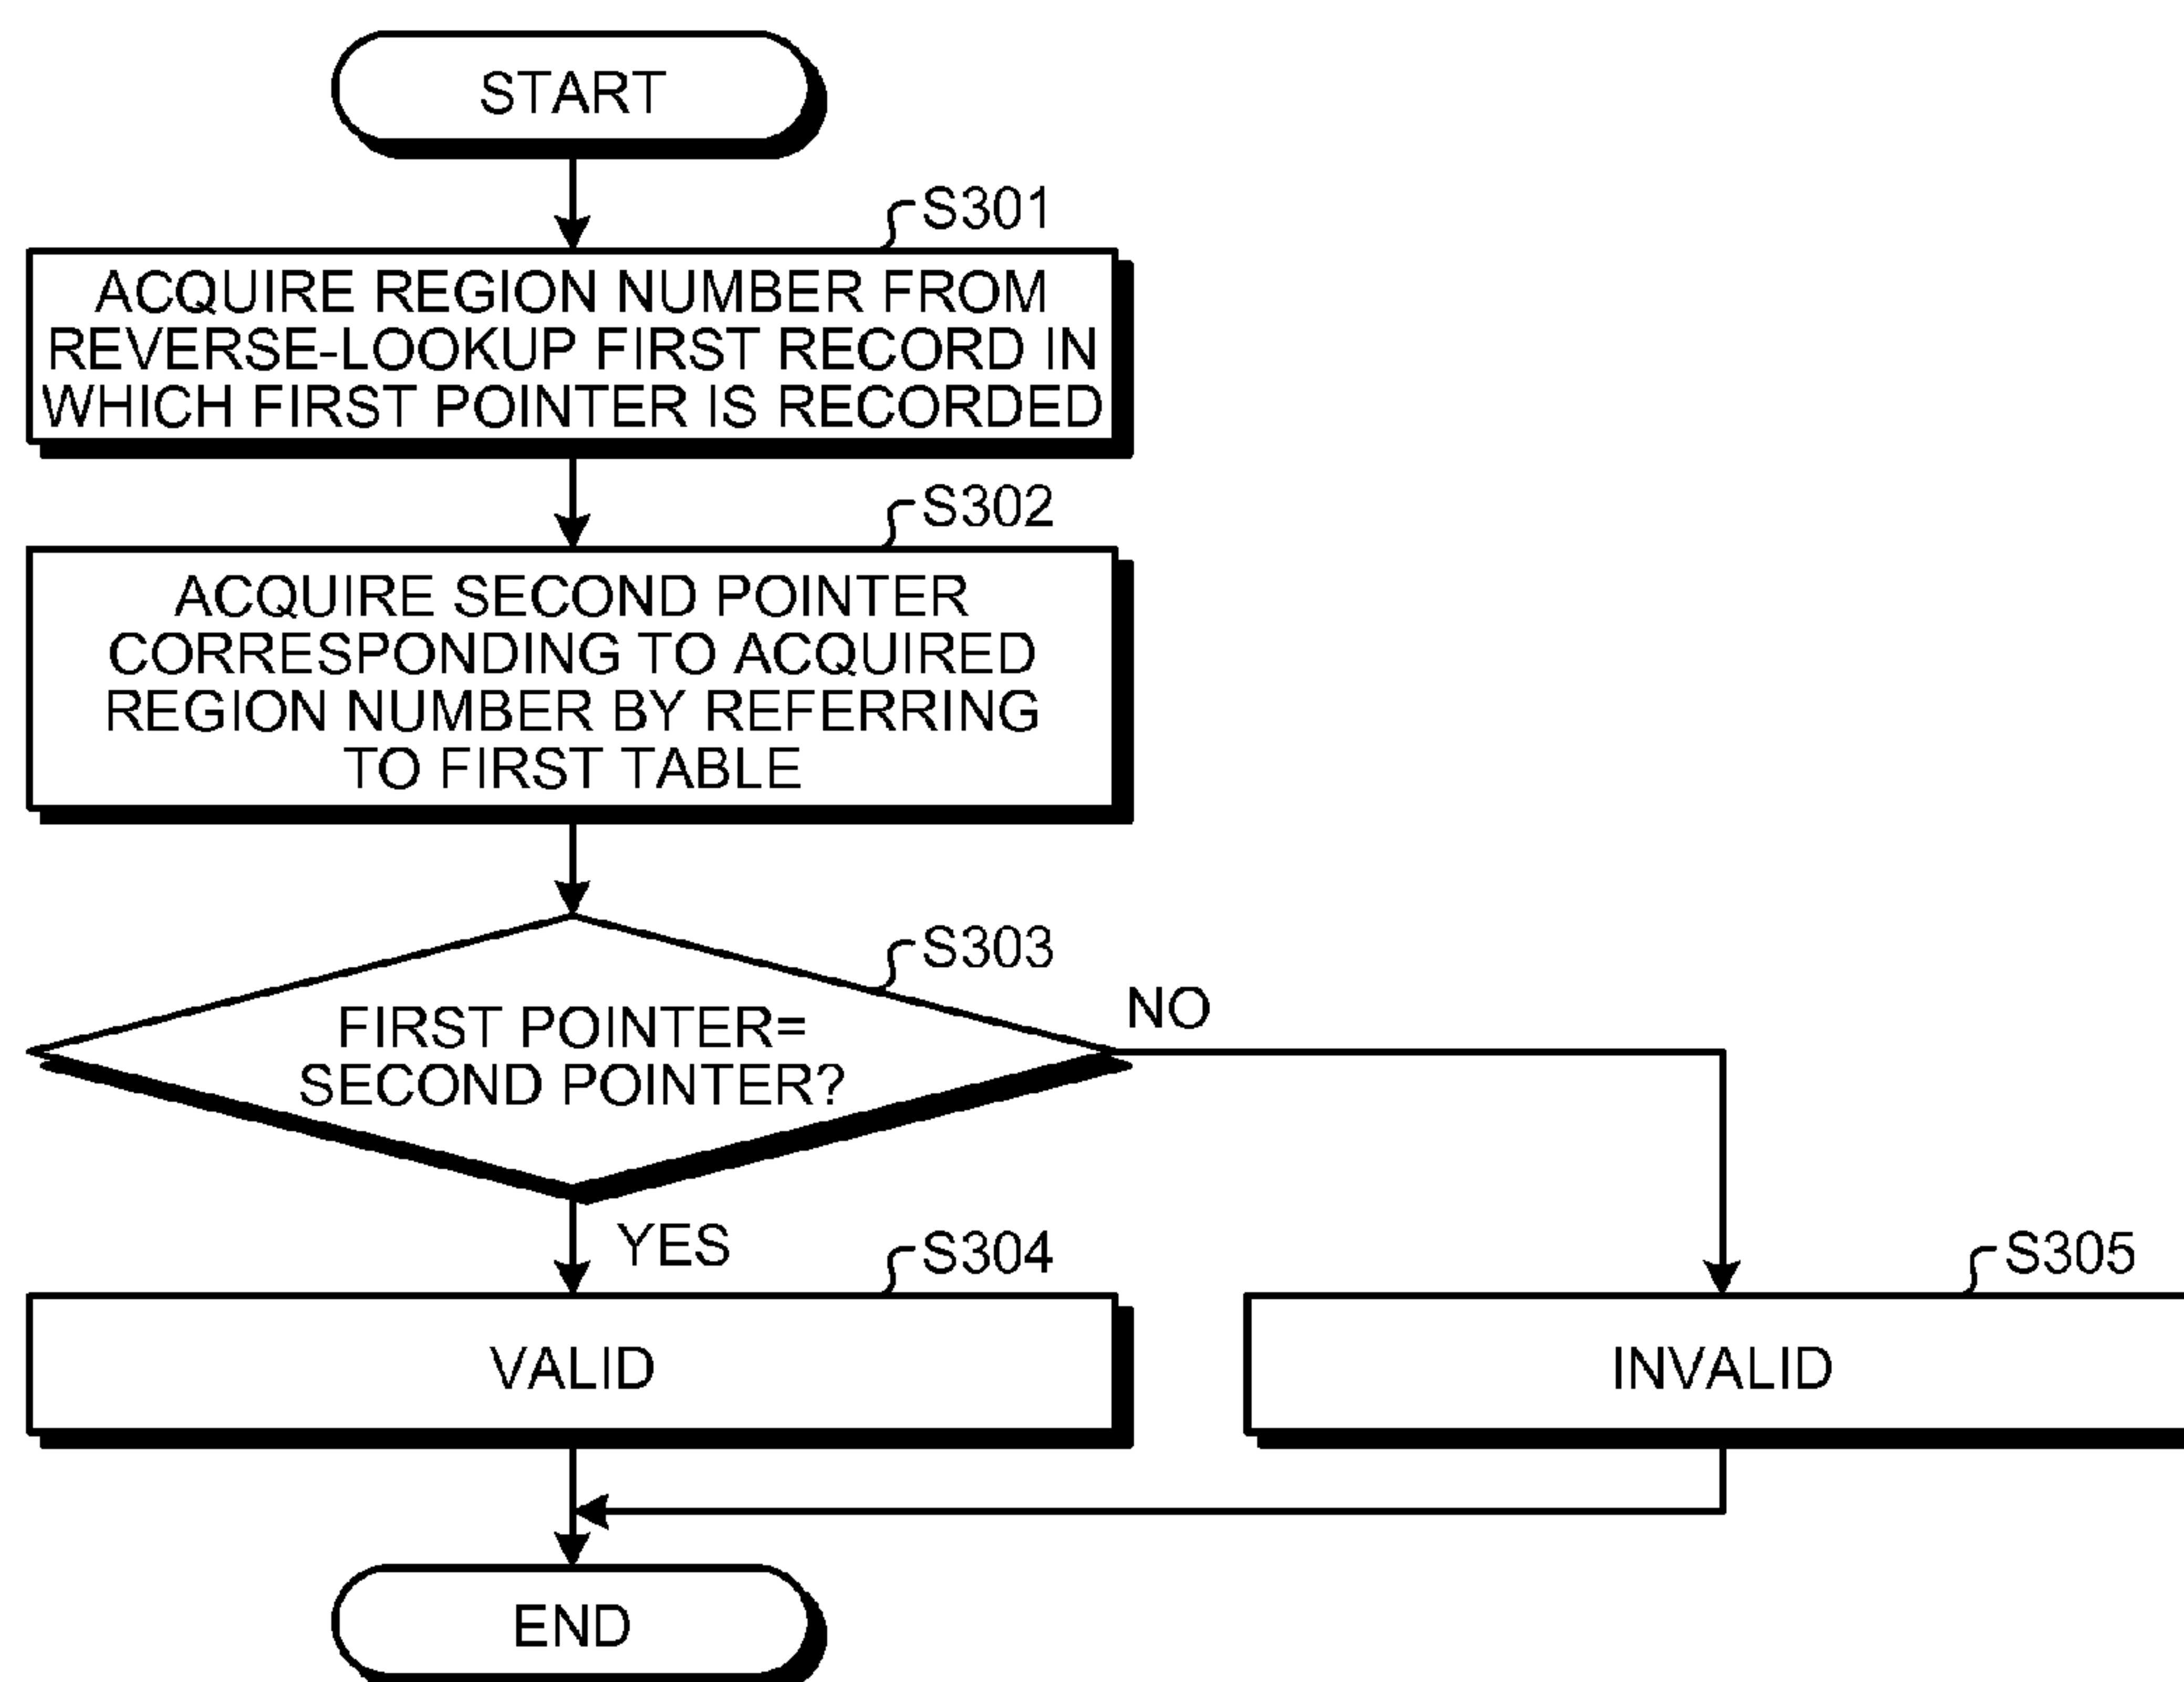 START
S301
ACQUIRE REGION NUMBER FROM
REVERSE-LOOKUP FIRST RECORD IN
WHICH FIRST POINTER IS RECORDED
S302
ACQUIRE SECOND POINTER
CORRESPONDING TO ACQUIRED
REGION NUMBER BY REFERRING
TO FIRST TABLE
S303
FIRST POINTER=
SECOND POINTER?
NO
YES
S304
VALID
S305
INVALID
END